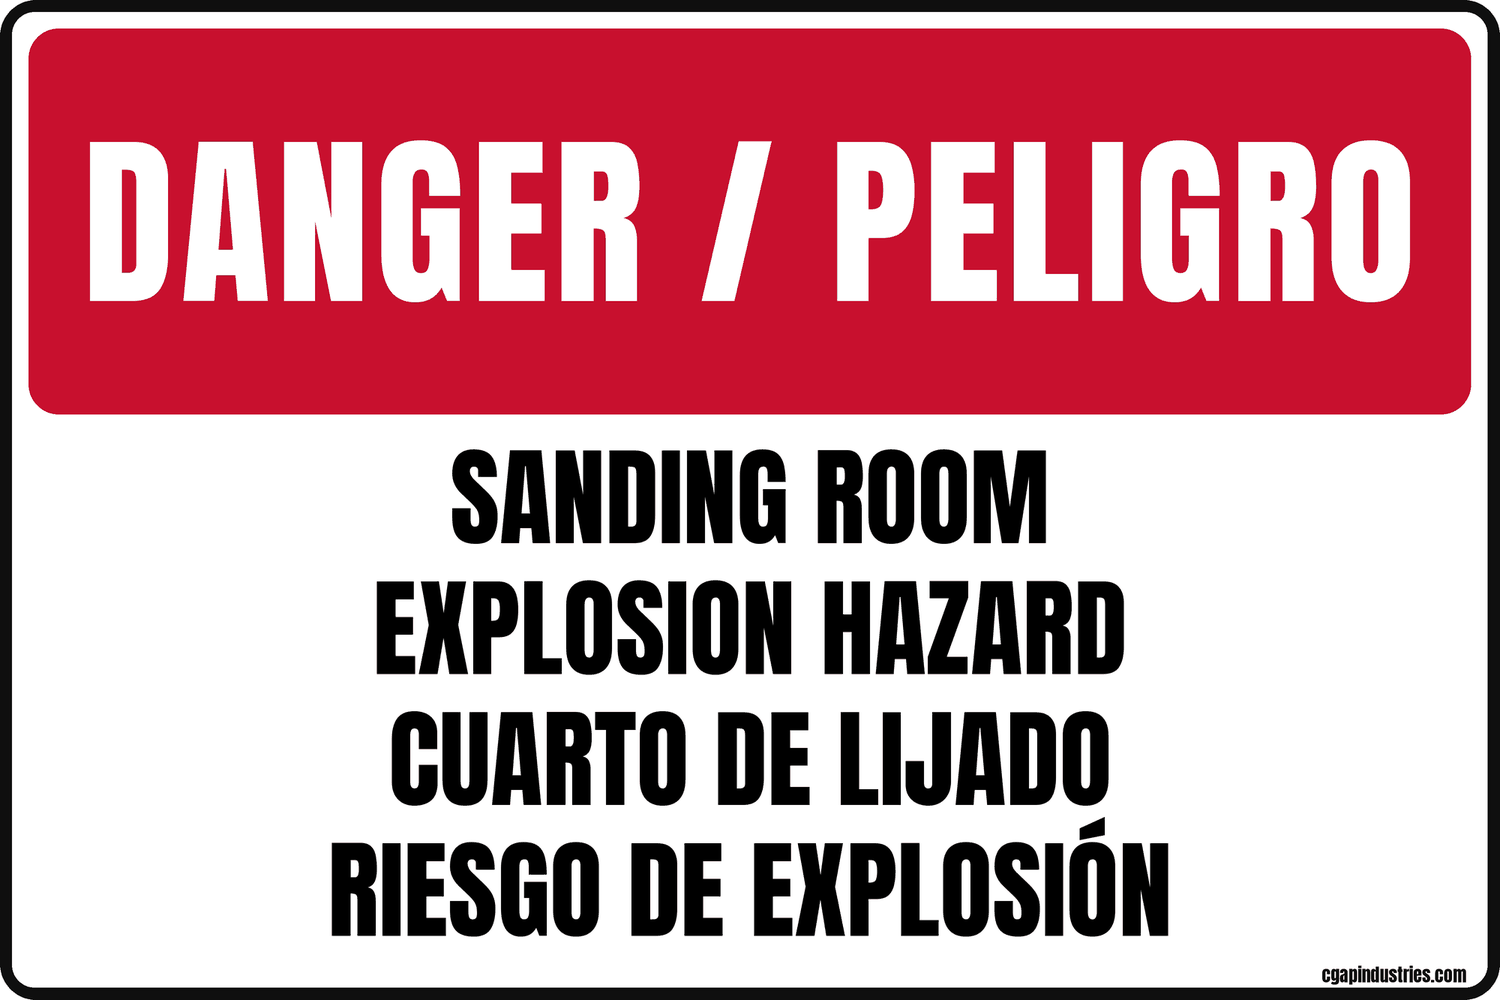 DANGER / PELIGRO
SANDING ROOM
EXPLOSION HAZARD
CUARTO DE LIJADO
RIESGO DE EXPLOSIÓN
cgapindustries.com